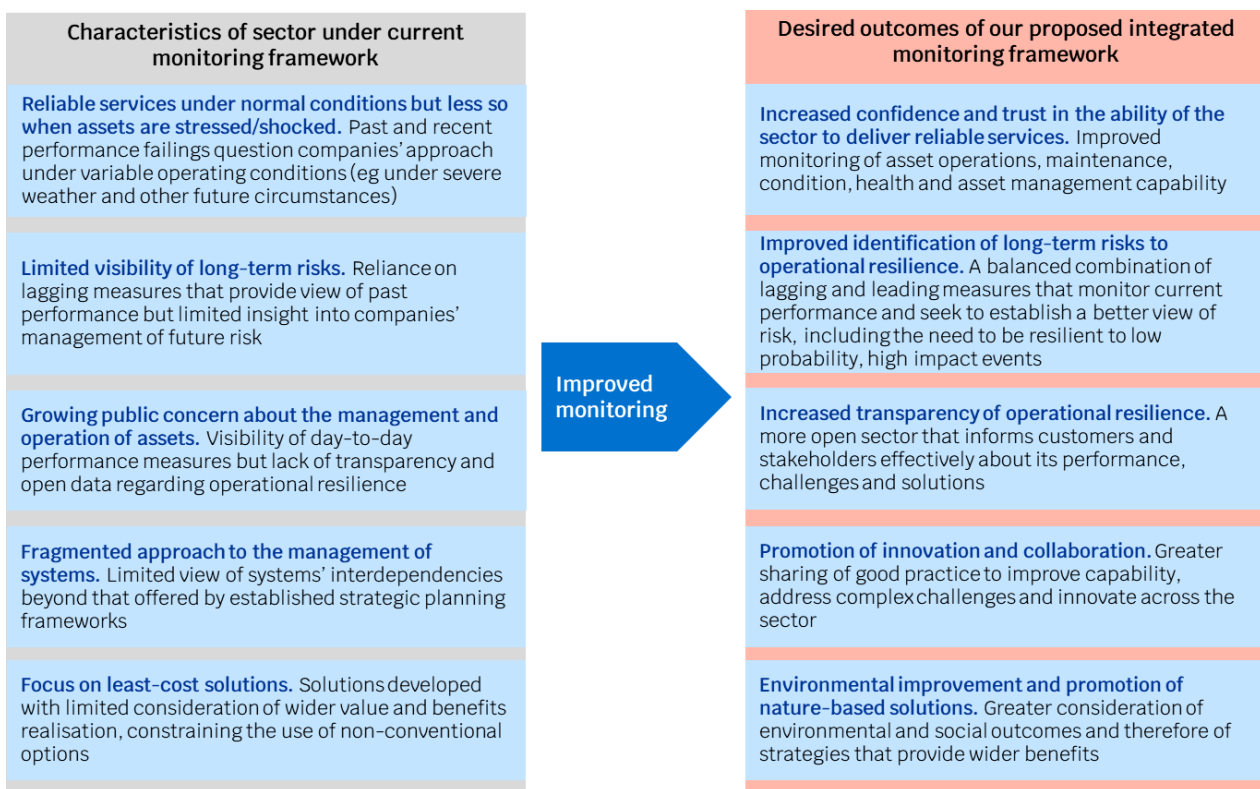 Characteristics of sector under current
monitoring framework
Reliable services under normal conditions but less so
when assets are stressed/shocked. Past and recent
performance failings question companies’ approach
under variable operating conditions (eg under severe
weather and other future circumstances)
Limited visibility of long-term risks. Reliance on
lagging measures that provide view of past
performance but limited insight into companies’
management of future risk
Growing public concern about the management and
operation of assets. Visibility of day-to-day
performance measures but lack of transparency and
open data regarding operational resilience
Fragmented approach to the management of
systems. Limited view of systems’ interdependencies
beyond that offered by established strategic planning
frameworks
Focus on least-cost solutions. Solutions developed
with limited consideration of wider value and benefits
realisation, constraining the use of non-conventional
options
Improved
monitoring
Desired outcomes of our proposed integrated
monitoring framework
Increased confidence and trust in the ability of the
sector to deliver reliable services. Improved
monitoring of asset operations, maintenance,
condition, health and asset management capability
Improved identification of long-term risks to
operational resilience. A balanced combination of
lagging and leading measures that monitor current
performance and seek to establish a better view of
risk, including the need to be resilient to low
probability, high impact events
Increased transparency of operational resilience. A
more open sector that informs customers and
stakeholders effectively about its performance,
challenges and solutions
Promotion of innovation and collaboration. Greater
sharing of good practice to improve capability,
address complex challenges and innovate across the
sector
Environmental improvement and promotion of
nature-based solutions. Greater consideration of
environmental and social outcomes and therefore of
strategies that provide wider benefits